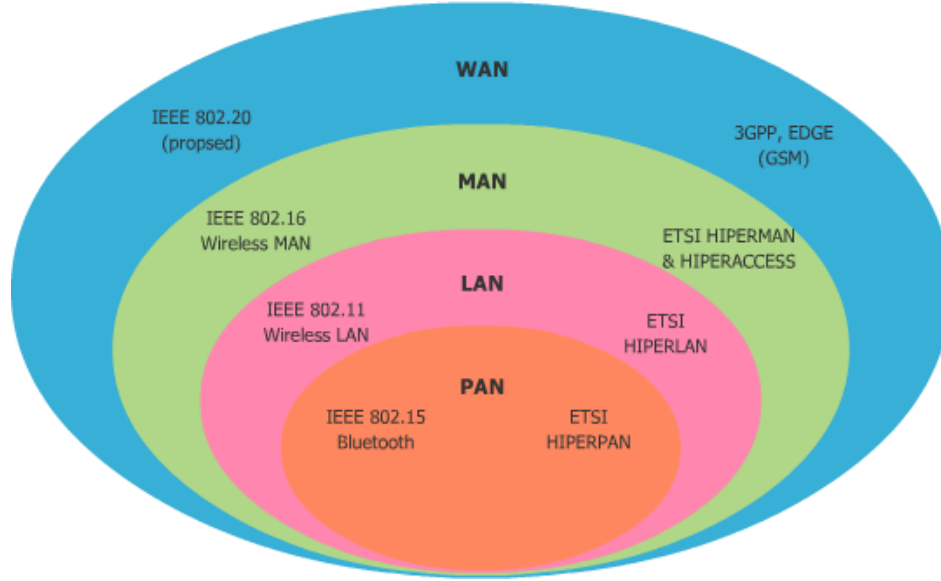 WAN
IEEE 802.20
(propsed)
3GPP, EDGE
(GSM)
MAN
IEEE 802.16
Wireless MAN
ETSI HIPERMAN
& HIPERACCESS
LAN
IEEE 802.11
Wireless LAN
ETSI
HIPERLAN
PAN
IEEE 802.15
Bluetooth
ETSI
HIPERPAN